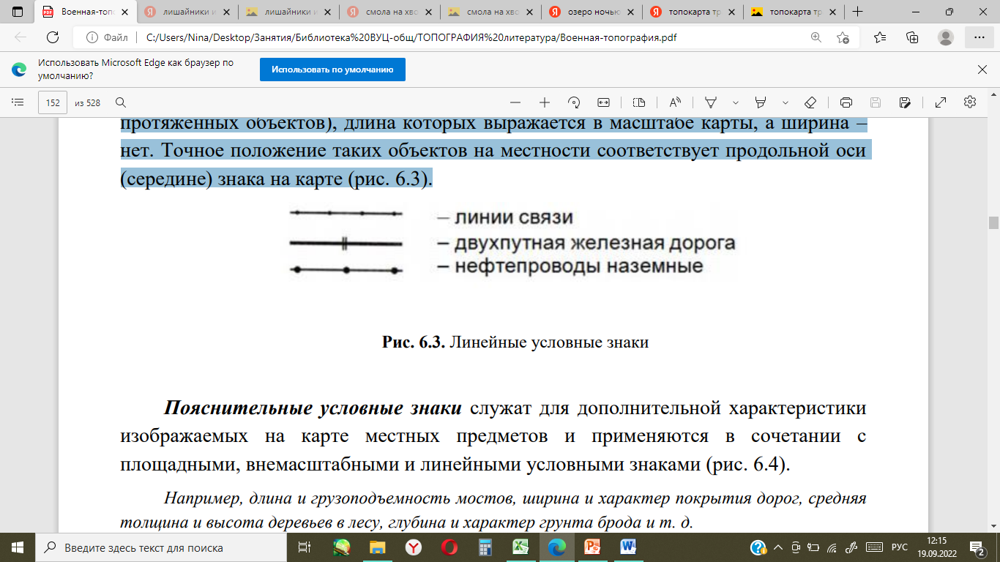 Военная-топо
лишайники и
лишайники и
смола на хво
смола на хво
озеро ночью
топокарта тр
топокарта тр
Файл
C:/Users/Nina/Desktop/Занятия/Библиотека%20ВУЦ-общ/ТОПОГРАФИЯ%20литература/Военная-топография.pdf
Использовать Microsoft Edge как браузер по
умолчанию?
Использовать по умолчанию
152 из 528
протяженных объектов), длина которых выражается в масштабе карты, а ширина –
нет. Точное положение таких объектов на местности соответствует продольной оси
(середине) знака на карте (рис. 6.3).
– линии связи
– двухпутная железная дорога
– нефтепроводы наземные
Рис. 6.3. Линейные условные знаки
Пояснительные условные знаки служат для дополнительной характеристики
изображаемых на карте местных предметов и применяются в сочетании с
площадными, внемасштабными и линейными условными знаками (рис. 6.4).
Например, длина и грузоподъемность мостов, ширина и характер покрытия дорог, средняя
толщина и высота деревьев в лесу, глубина и характер грунта брода и т. д.
Введите здесь текст для поиска
РУС
12:15
19.09.2022
2